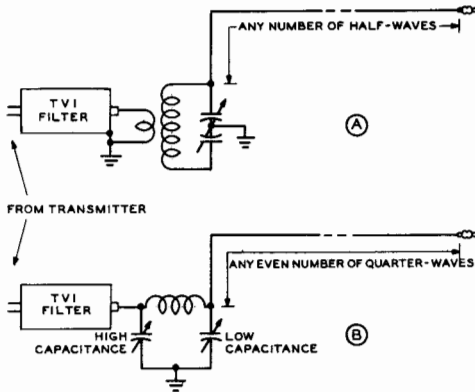 ANY NUMBER OF HALF-WAVES
TVI
FILTER
A
FROM TRANSMITTER
ANY EVEN NUMBER OF QUARTER-WAVES
TVI
FILTER
HIGH
CAPACITANCE
LOW
CAPACITANCE
B